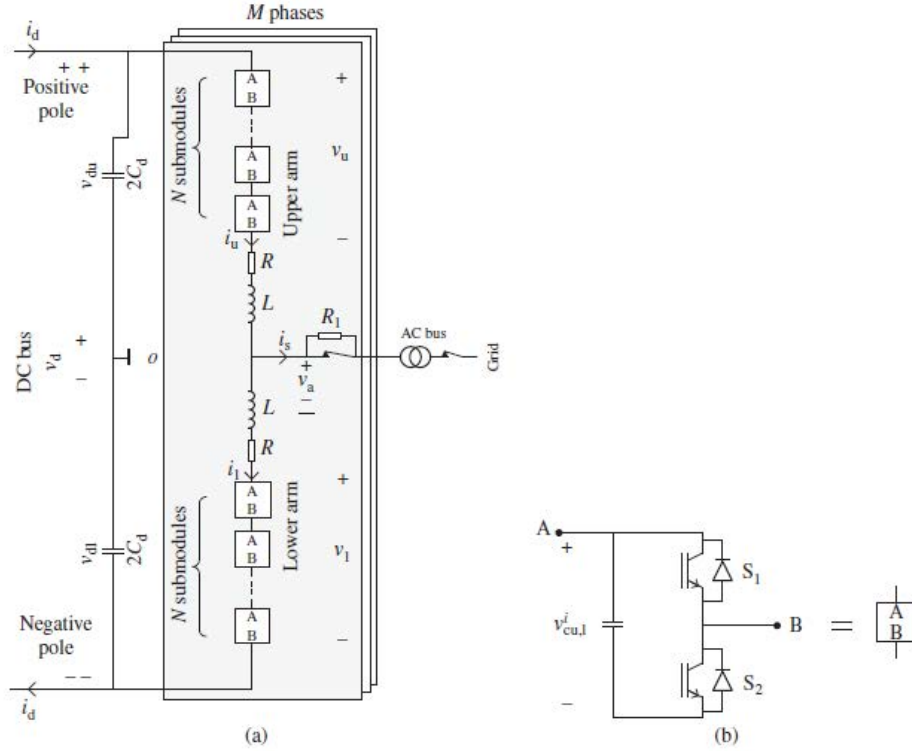 M phases
i_d
+ +
Positive
pole
v_du
2C_d
N submodules
A
B
A
B
A
B
Upper arm
+
v_u
−
i_u
R
L
DC bus
v_d
+
−
o
i_s
R_1
+
v_a
−
AC bus
Grid
L
R
i_l
N submodules
A
B
A
B
A
B
Lower arm
+
v_l
−
v_dl
2C_d
Negative
pole
− −
i_d
(a)
A
+
v^i_cu,l
−
S_1
B
S_2
=
A
B
(b)